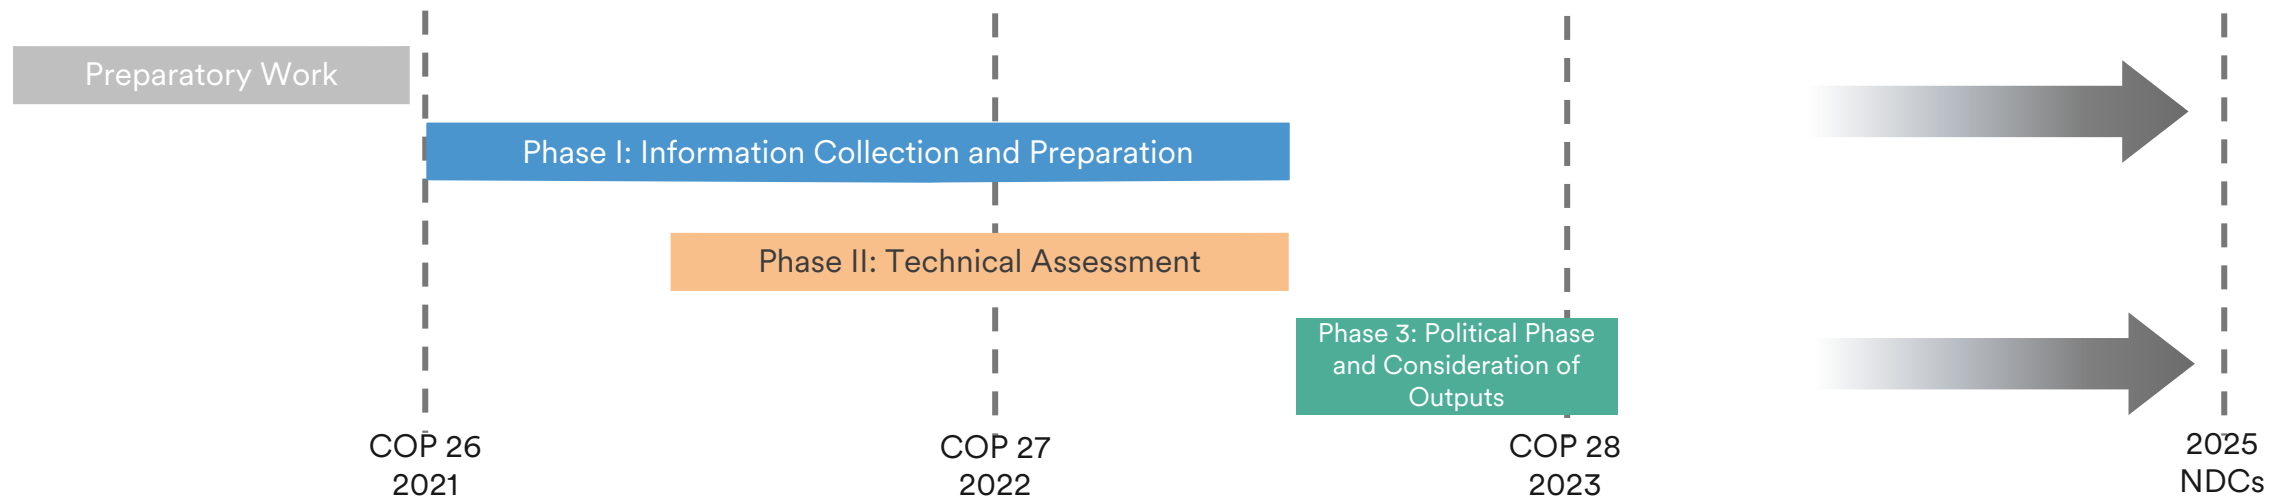 Preparatory Work
Phase I: Information Collection and Preparation
Phase II: Technical Assessment
Phase 3: Political Phase
and Consideration of
Outputs
COP 26
2021
COP 27
2022
COP 28
2023
2025
NDCs